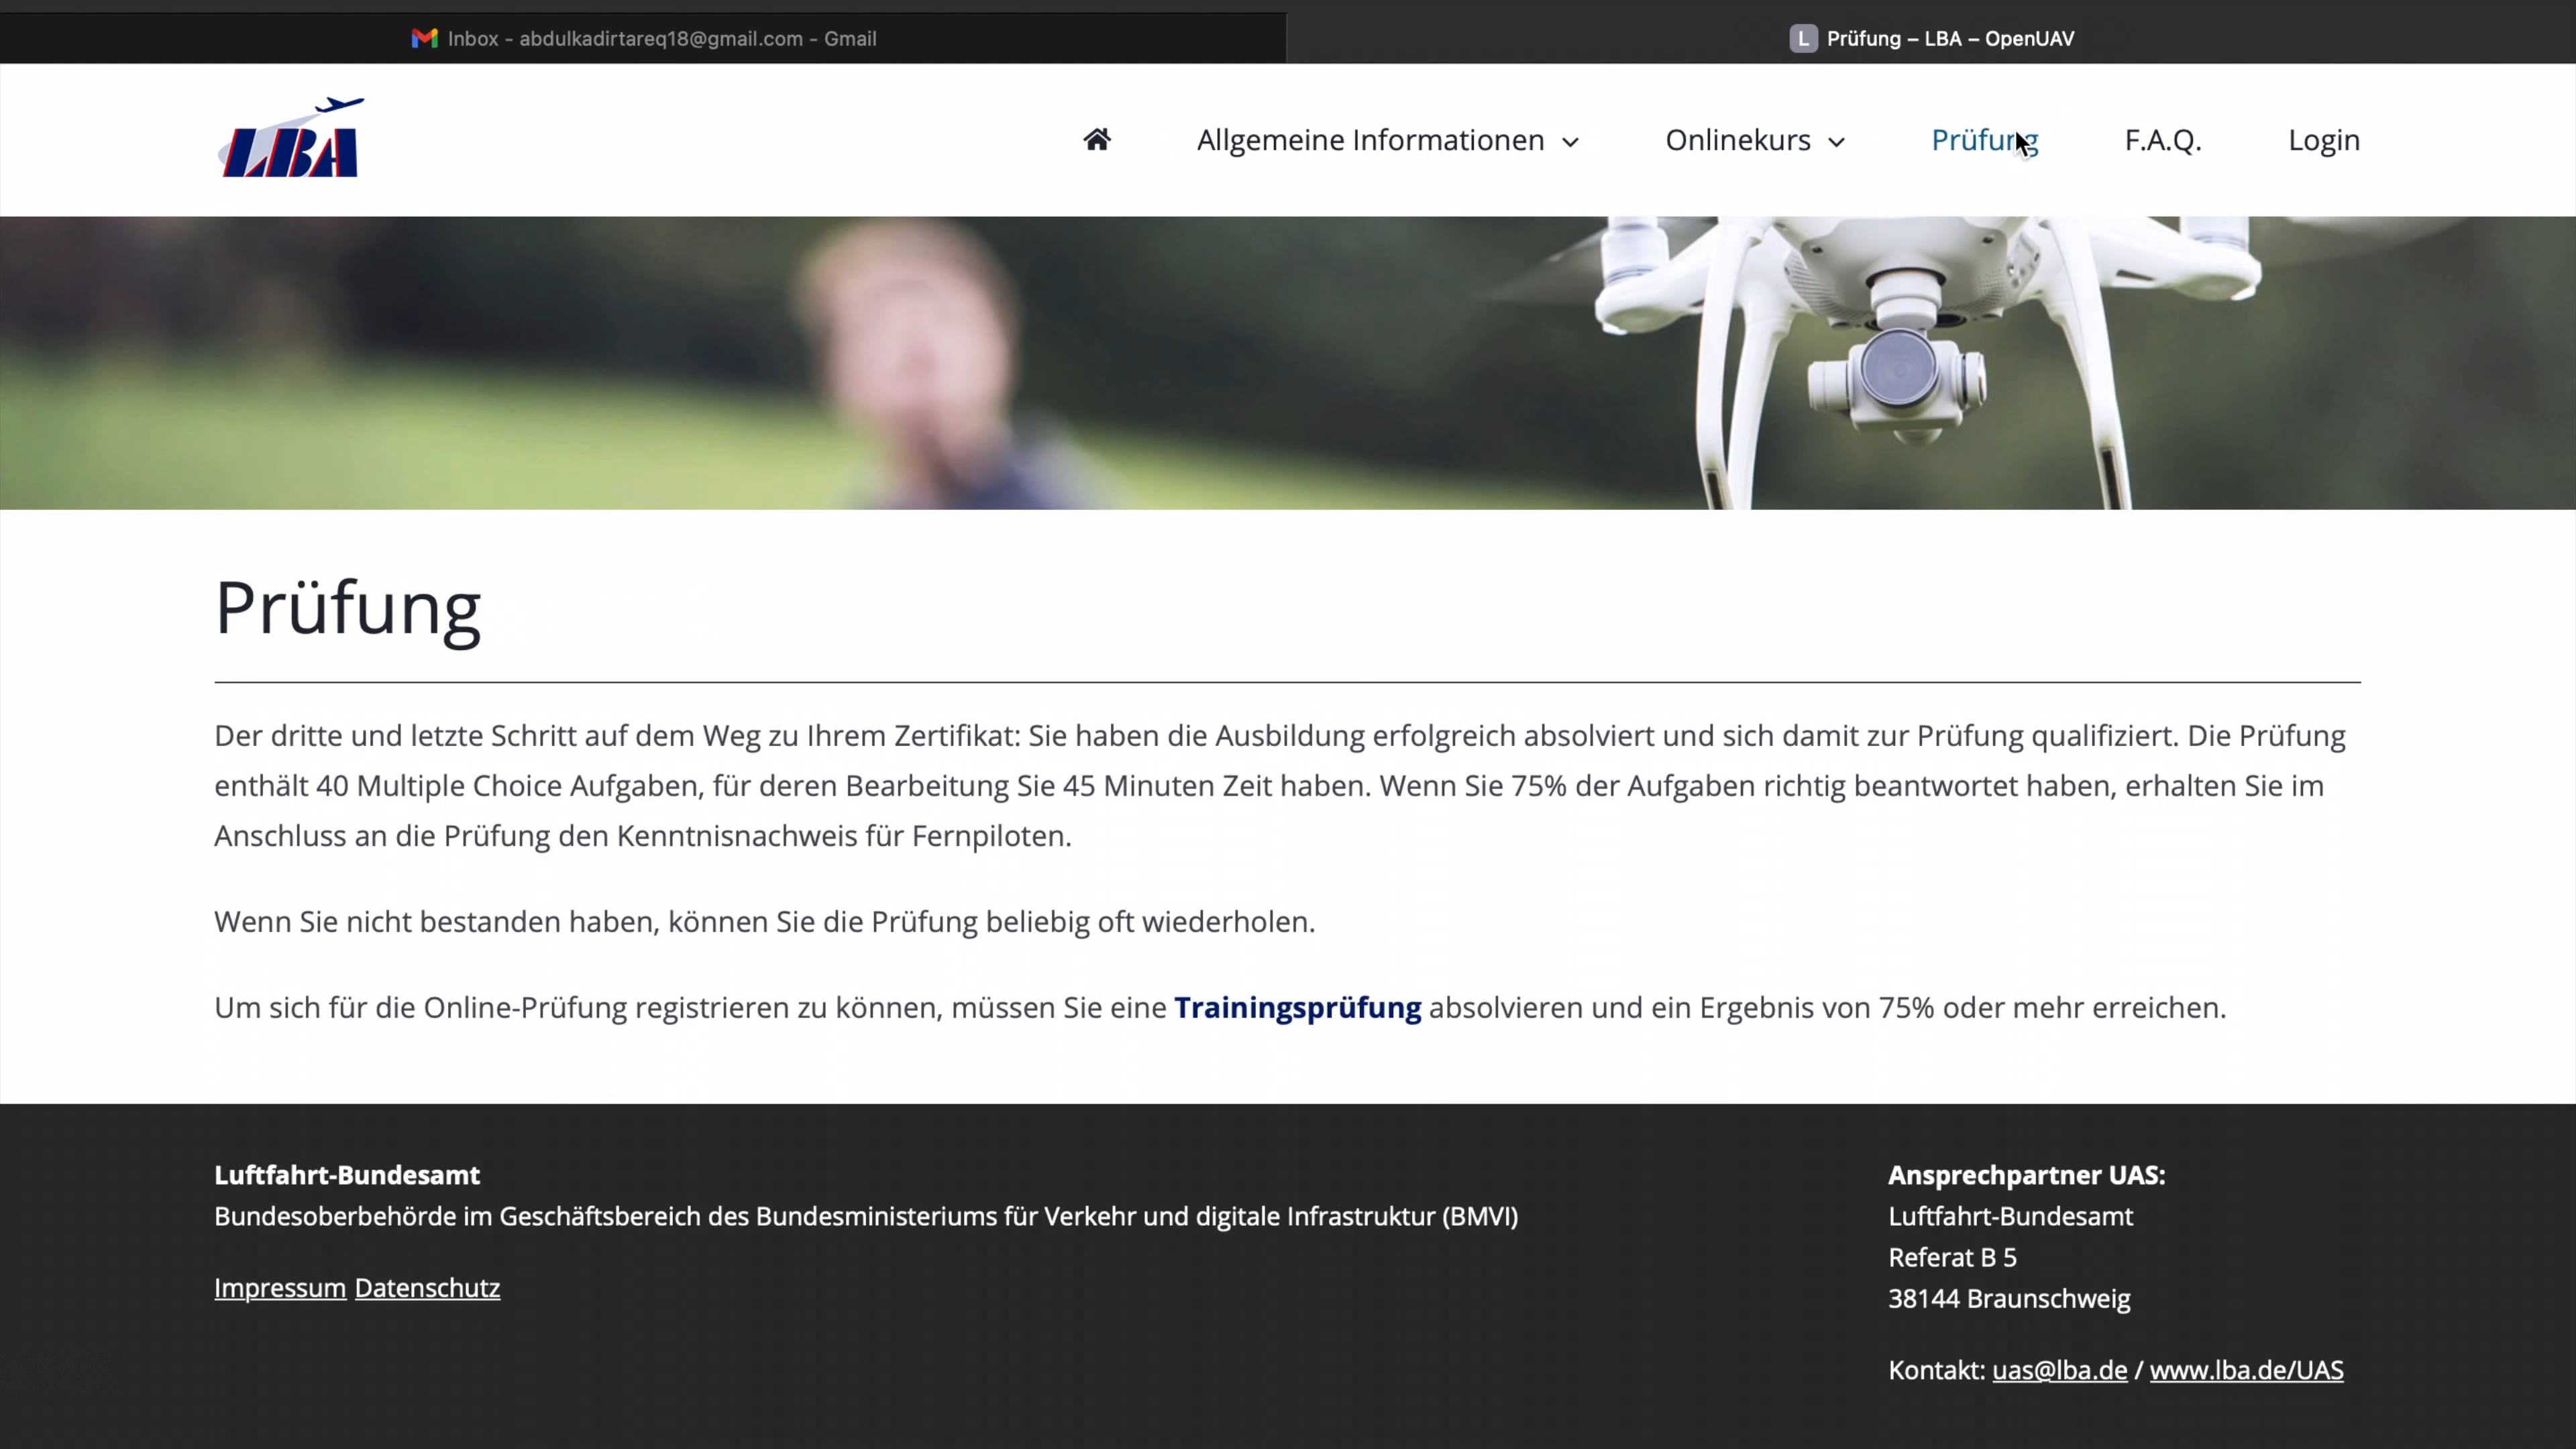 Inbox - abdulkadirtareq18@gmail.com - Gmail
L Prüfung – LBA – OpenUAV
LBA
Allgemeine Informationen
Onlinekurs
Prüfung
F.A.Q.
Login
Prüfung
Der dritte und letzte Schritt auf dem Weg zu Ihrem Zertifikat: Sie haben die Ausbildung erfolgreich absolviert und sich damit zur Prüfung qualifiziert. Die Prüfung
enthält 40 Multiple Choice Aufgaben, für deren Bearbeitung Sie 45 Minuten Zeit haben. Wenn Sie 75% der Aufgaben richtig beantwortet haben, erhalten Sie im
Anschluss an die Prüfung den Kenntnisnachweis für Fernpiloten.
Wenn Sie nicht bestanden haben, können Sie die Prüfung beliebig oft wiederholen.
Um sich für die Online-Prüfung registrieren zu können, müssen Sie eine Trainingsprüfung absolvieren und ein Ergebnis von 75% oder mehr erreichen.
Luftfahrt-Bundesamt
Bundesoberbehörde im Geschäftsbereich des Bundesministeriums für Verkehr und digitale Infrastruktur (BMVI)
Impressum Datenschutz
Ansprechpartner UAS:
Luftfahrt-Bundesamt
Referat B 5
38144 Braunschweig
Kontakt: uas@lba.de / www.lba.de/UAS